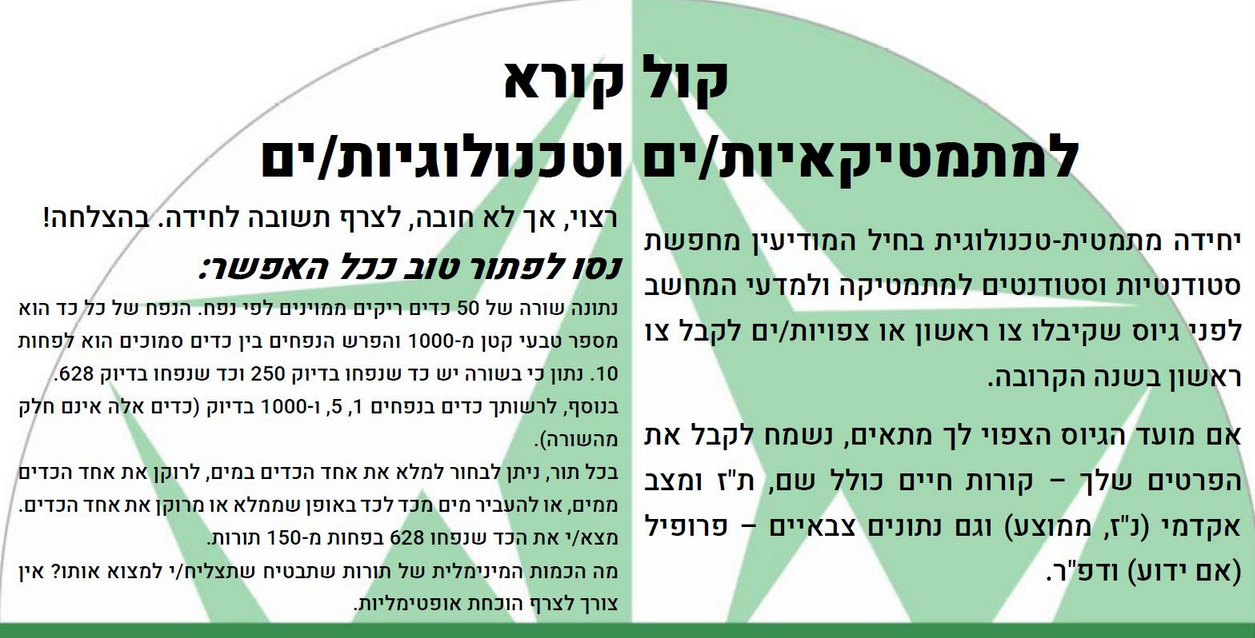 קול קורא
למתמטיקאיות/ים וטכנולוגיות/ים
יחידה מתמטית-טכנולוגית בחיל המודיעין מחפשת
סטודנטיות וסטודנטים למתמטיקה ולמדעי המחשב
לפני גיוס שקיבלו צו ראשון או צפויות/ים לקבל צו
ראשון בשנה הקרובה.
אם מועד הגיוס הצפוי לך מתאים, נשמח לקבל את
הפרטים שלך – קורות חיים כולל שם, ת"ז ומצב
אקדמי (נ"ז, ממוצע) וגם נתונים צבאיים – פרופיל
(אם ידוע) ודפ"ר.
רצוי, אך לא חובה, לצרף תשובה לחידה. בהצלחה!
נסו לפתור טוב ככל האפשר:
נתונה שורה של 50 כדים ריקים ממוינים לפי נפח. הנפח של כל כד הוא
מספר טבעי קטן מ-1000 והפרש הנפחים בין כדים סמוכים הוא לפחות
10. נתון כי בשורה יש כד שנפחו בדיוק 250 וכד שנפחו בדיוק 628.
בנוסף, לרשותך כדים בנפחים 1, 5, ו-1000 בדיוק (כדים אלה אינם חלק
מהשורה).
בכל תור, ניתן לבחור למלא את אחד הכדים במים, לרוקן את אחד הכדים
ממים, או להעביר מים מכד לכד באופן שממלא או מרוקן את אחד הכדים.
מצא/י את הכד שנפחו 628 בפחות מ-150 תורות.
מה הכמות המינימלית של תורות שתבטיח שתצליח/י למצוא אותו? אין
צורך לצרף הוכחת אופטימליות.